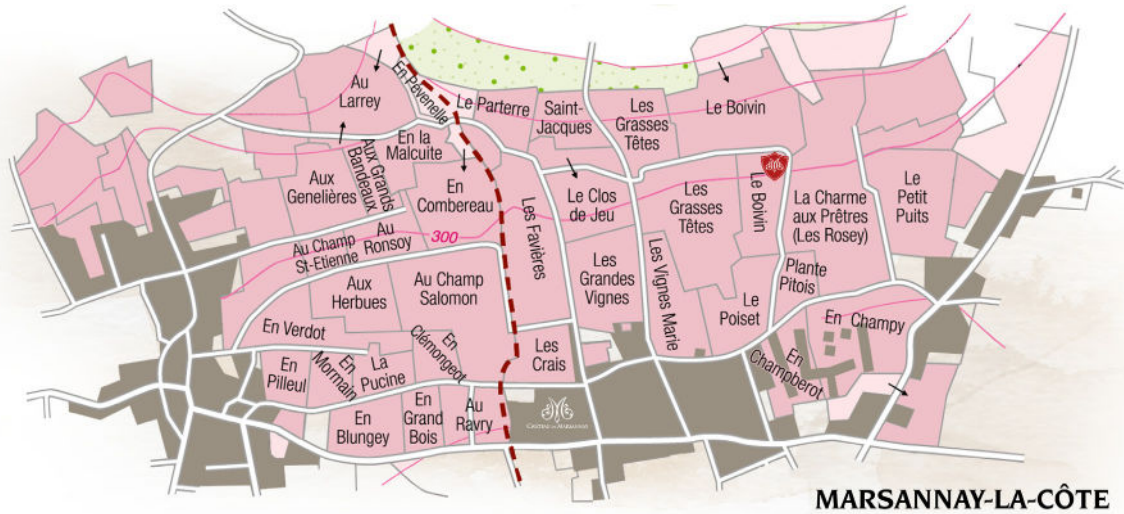 Au
Larrey
En Pévenelle
Le Parterre
Saint-
Jacques
Les
Grasses
Têtes
Le Boivin
En la
Malcuite
Aux Grands
Bandeaux
Aux
Genelières
En
Combereau
Les Favières
Le Clos
de Jeu
Les
Grasses
Têtes
Le Boivin
La Charme
aux Prêtres
(Les Rosey)
Le
Petit
Puits
Au Champ
St-Etienne
Au
Ronsoy
300
Aux
Herbues
Au Champ
Salomon
Les
Grandes
Vignes
Les Vignes Marie
Le
Poiset
Plante
Pitois
En Champy
En Verdot
En
Pilleul
En
Mormain
La
Pucine
En
Clémongeot
Les
Crais
En
Champberot
En
Blungey
En
Grand
Bois
Au
Ravry
Château de Marsannay
MARSANNAY-LA-CÔTE